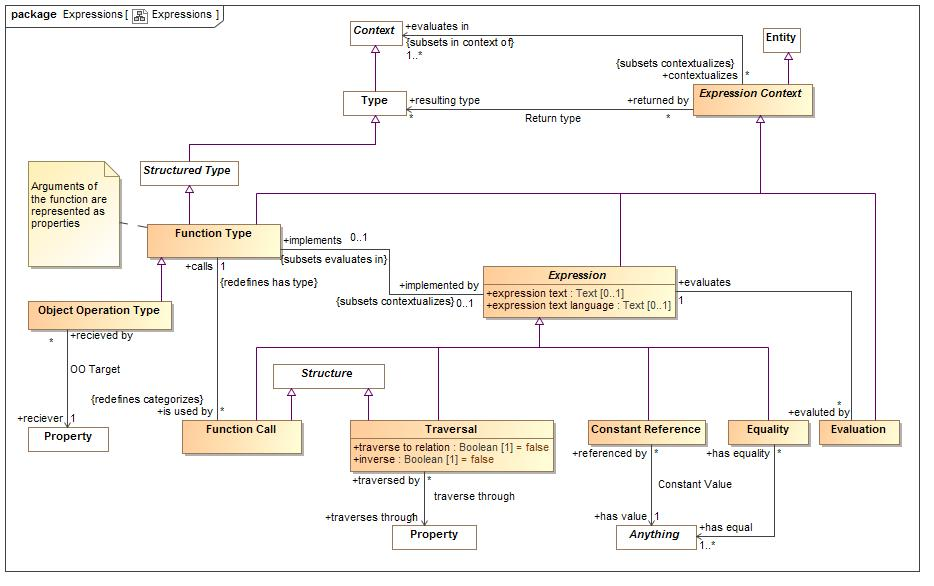 package Expressions [ Expressions ]
Context
+evaluates in
{subsets in context of}
1..*
Entity
{subsets contextualizes}
+contextualizes *
Expression Context
Type
+resulting type
*
+returned by
*
Return type
Structured Type
Arguments of
the function are
represented as
properties
Function Type
+implements 0..1
{subsets evaluates in}
+calls 1
{redefines has type}
+implemented by
{subsets contextualizes} 0..1
Expression
+expression text : Text [0..1]
+expression text language : Text [0..1]
+evaluates
1
Object Operation Type
+recieved by
*
OO Target
+reciever 1
Property
{redefines categorizes}
+is used by *
Structure
Function Call
Traversal
+traverse to relation : Boolean [1] = false
+inverse : Boolean [1] = false
+traversed by *
traverse through
+traverses through 1
Property
Constant Reference
+referenced by *
Constant Value
+has value 1
Anything
Equality
+has equality *
+has equal
1..*
*
+evaluted by
Evaluation